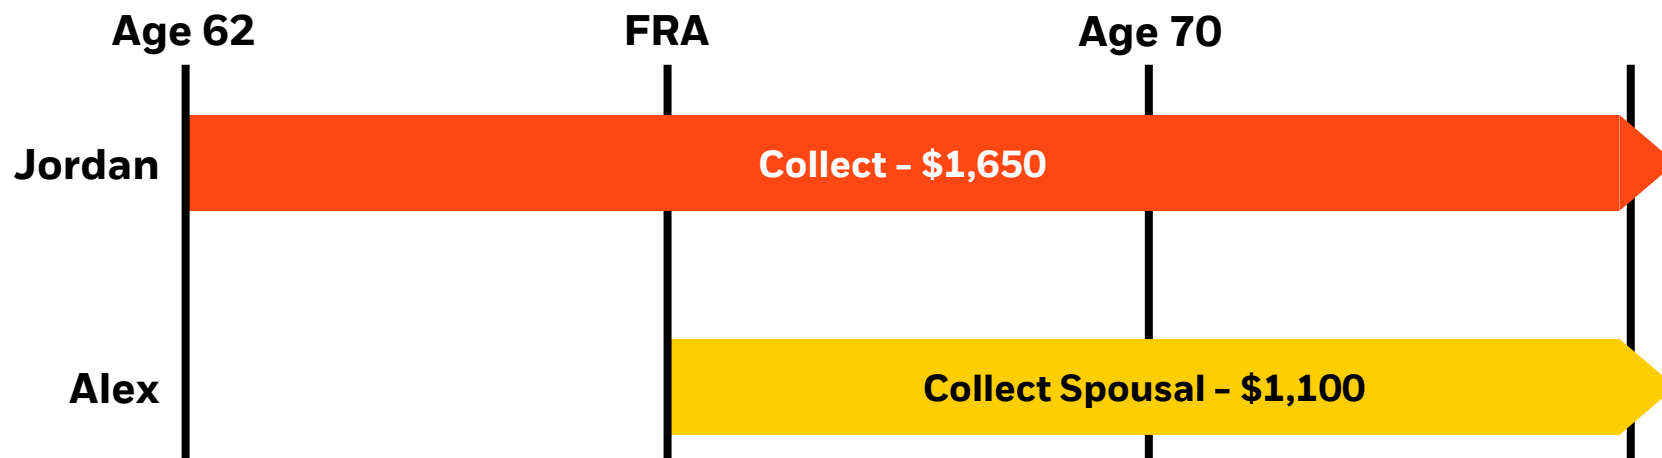 Age 62 FRA Age 70
Jordan Collect – $1,650
Alex Collect Spousal – $1,100